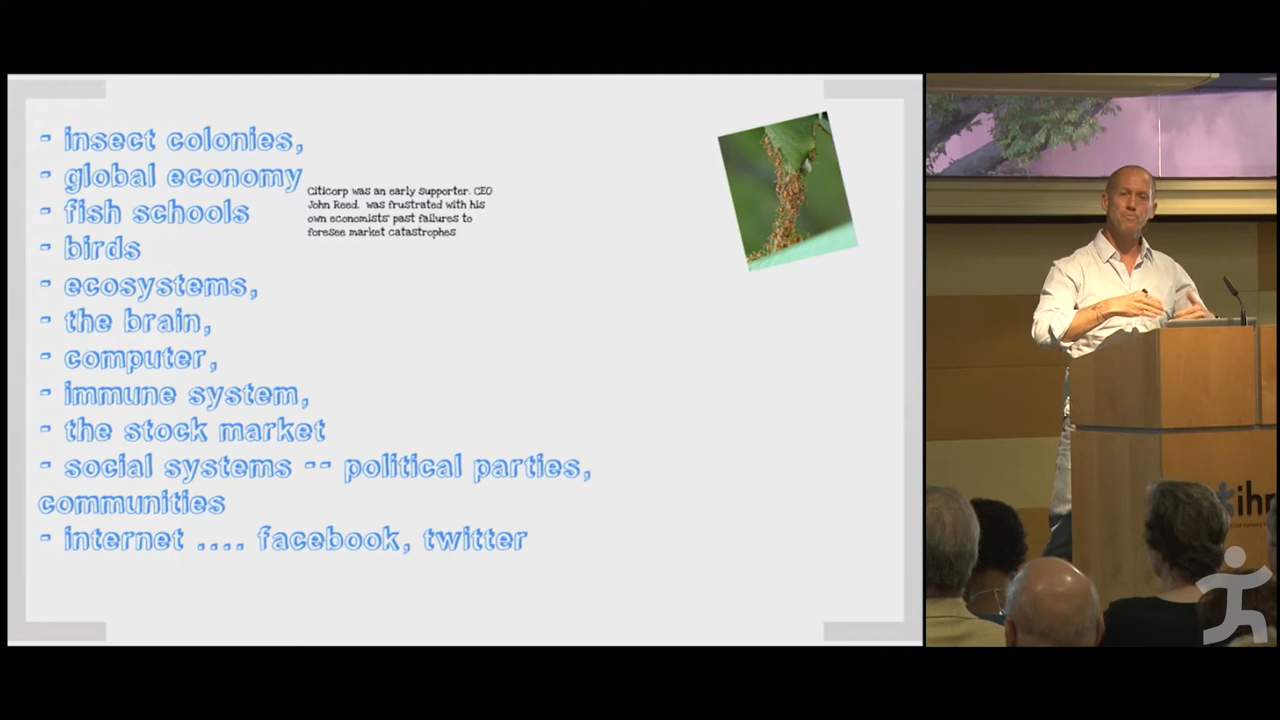 - insect colonies,
- global economy
Citicorp was an early supporter. CEO
John Reed.  was frustrated with his
own economists' past failures to
foresee market catastrophes
- fish schools
- birds
- ecosystems,
- the brain,
- computer,
- immune system,
- the stock market
- social systems -- political parties,
communities
- internet .... facebook, twitter
ihm